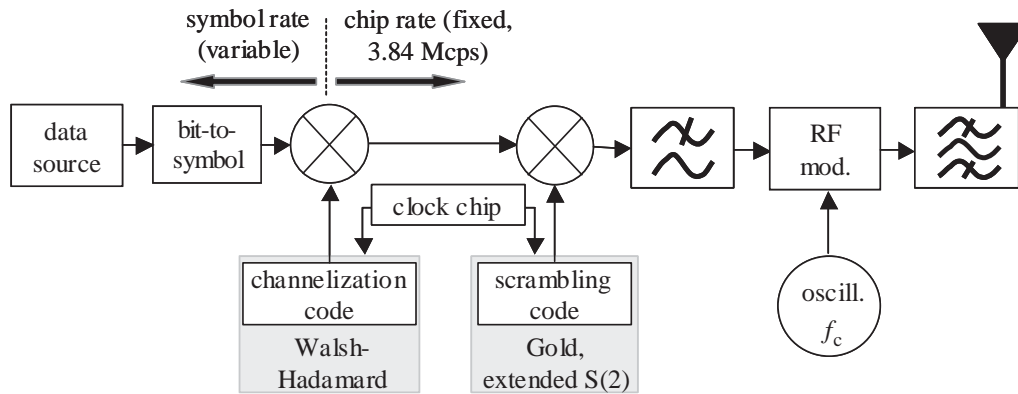 symbol rate
(variable)
chip rate (fixed,
3.84 Mcps)
data
source
bit-to-
symbol
RF
mod.
clock chip
channelization
code
scrambling
code
oscill.
fc
Walsh-
Hadamard
Gold,
extended S(2)